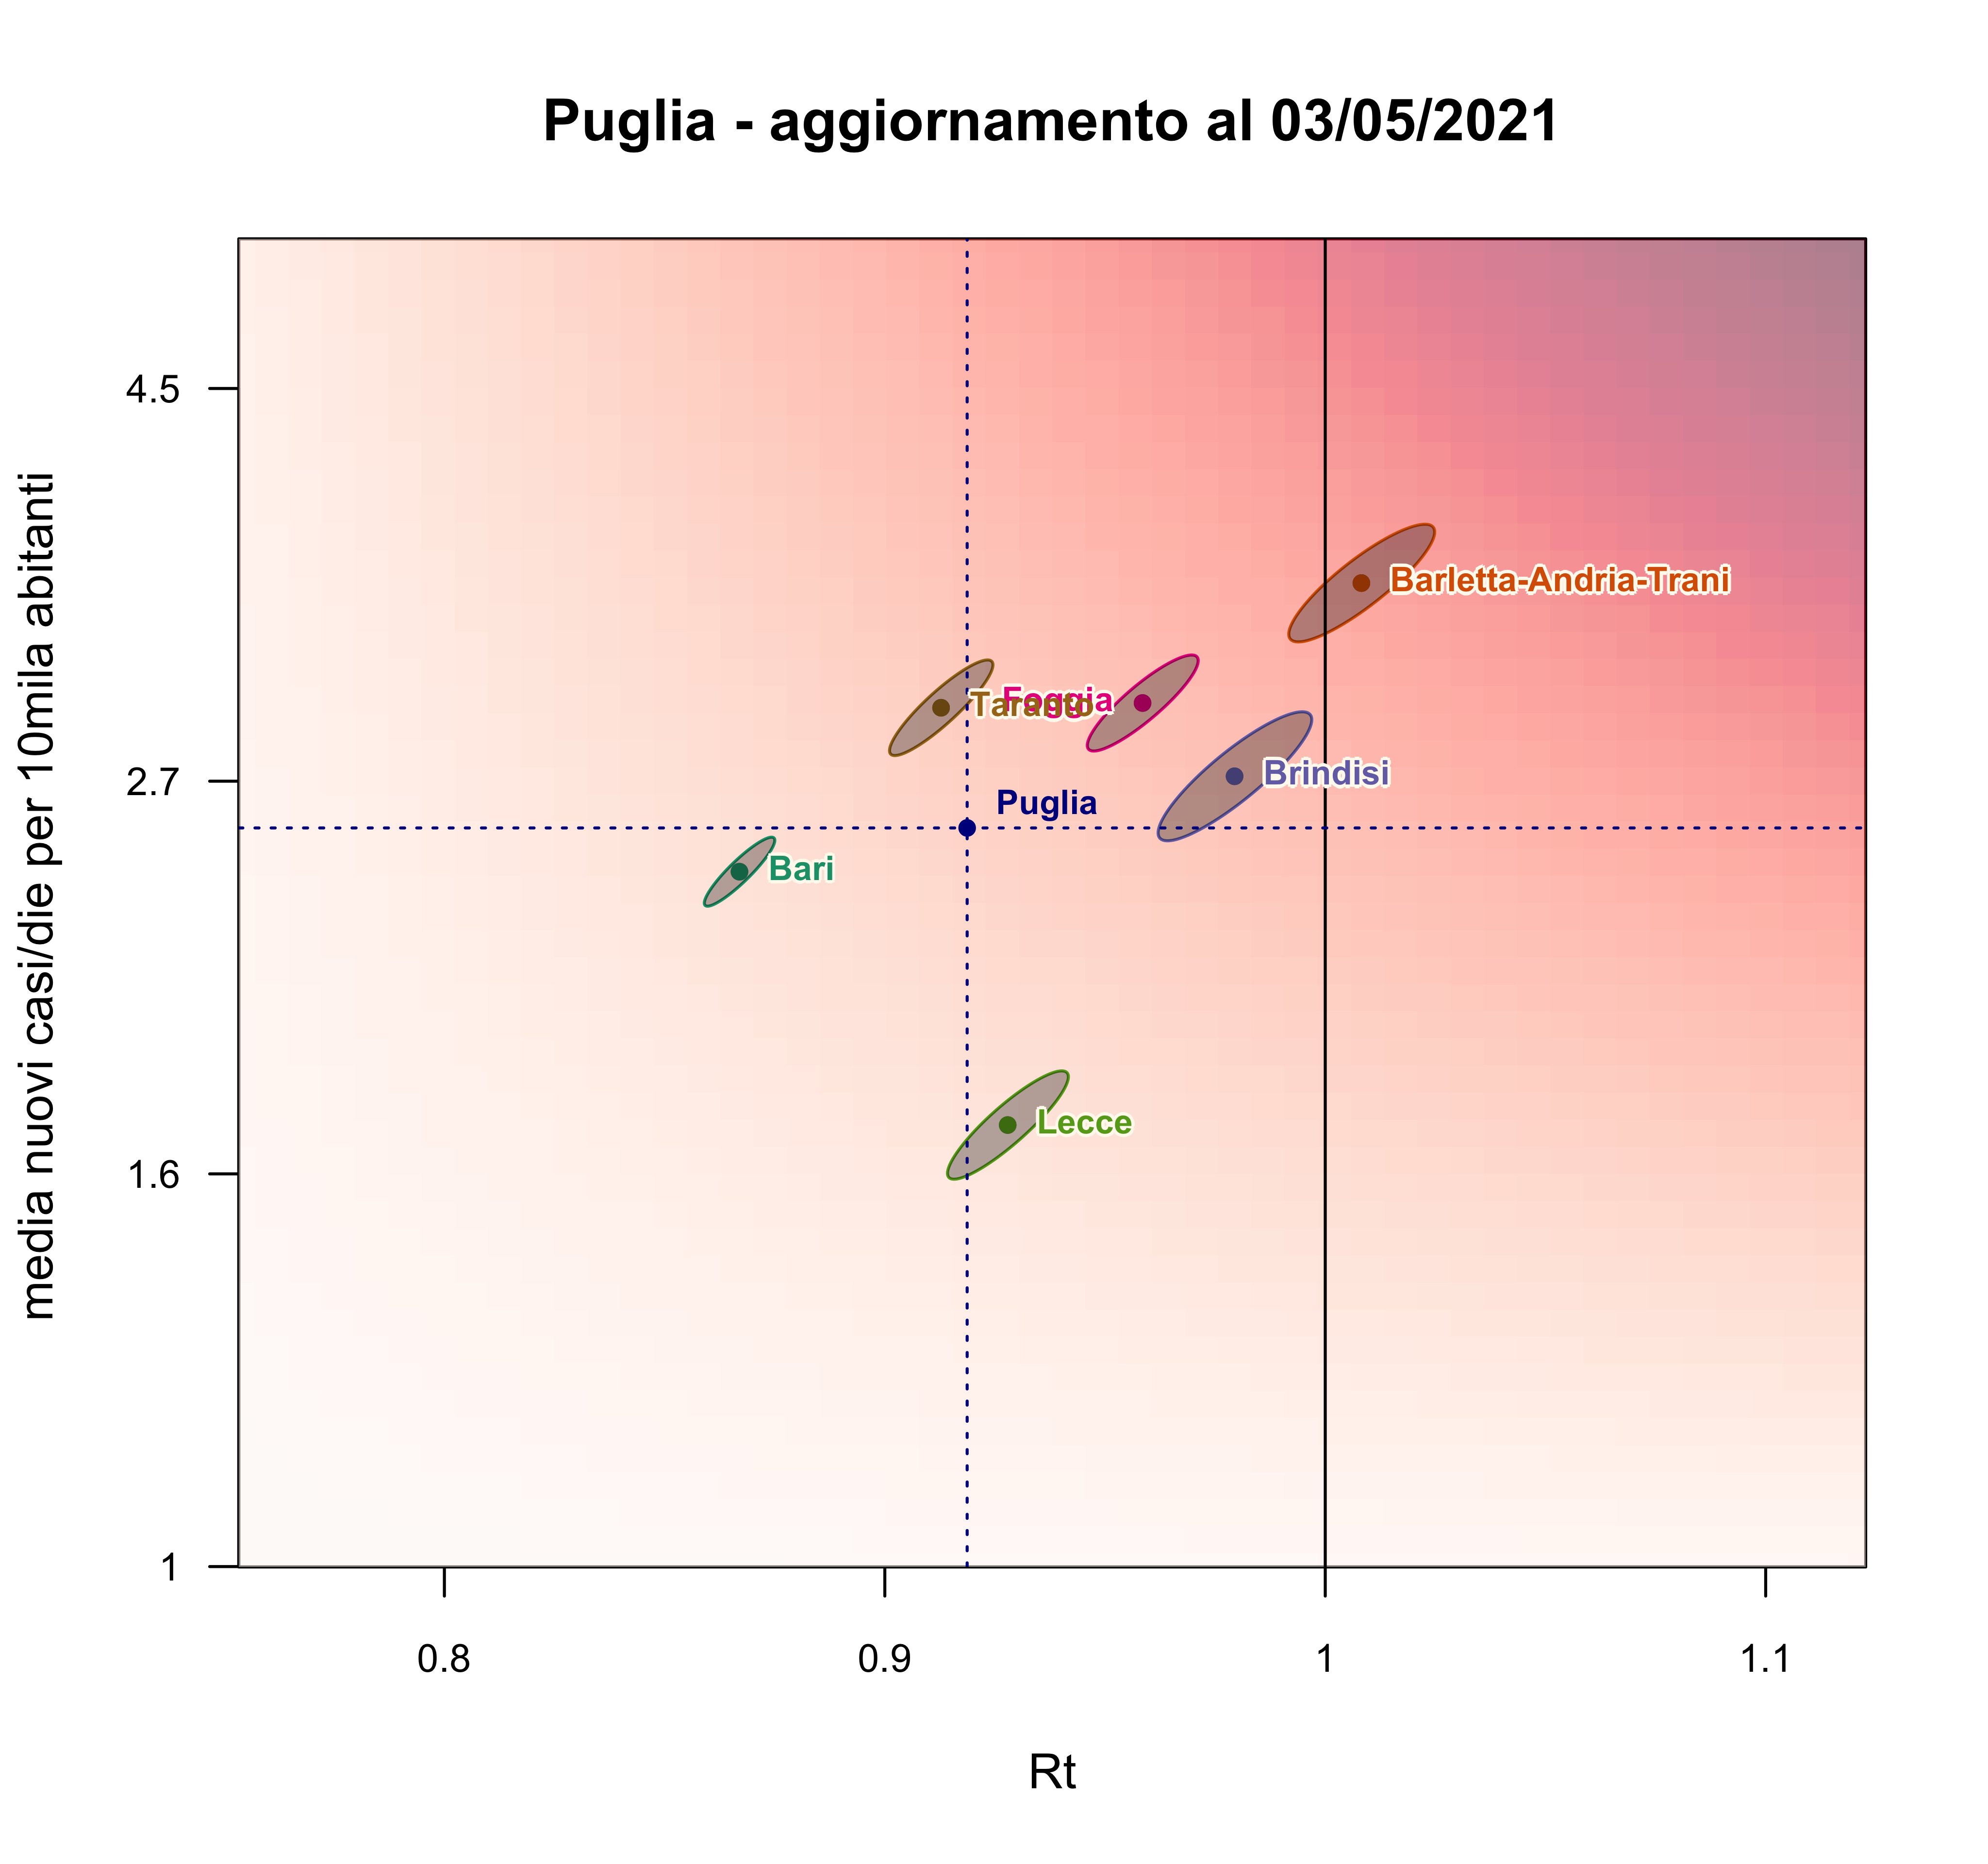 Puglia - aggiornamento al 03/05/2021
media nuovi casi/die per 10mila abitanti
4.5
2.7
1.6
1
Barletta-Andria-Trani
Foggia
Taranto
Brindisi
Puglia
Bari
Lecce
0.8
0.9
1
1.1
Rt